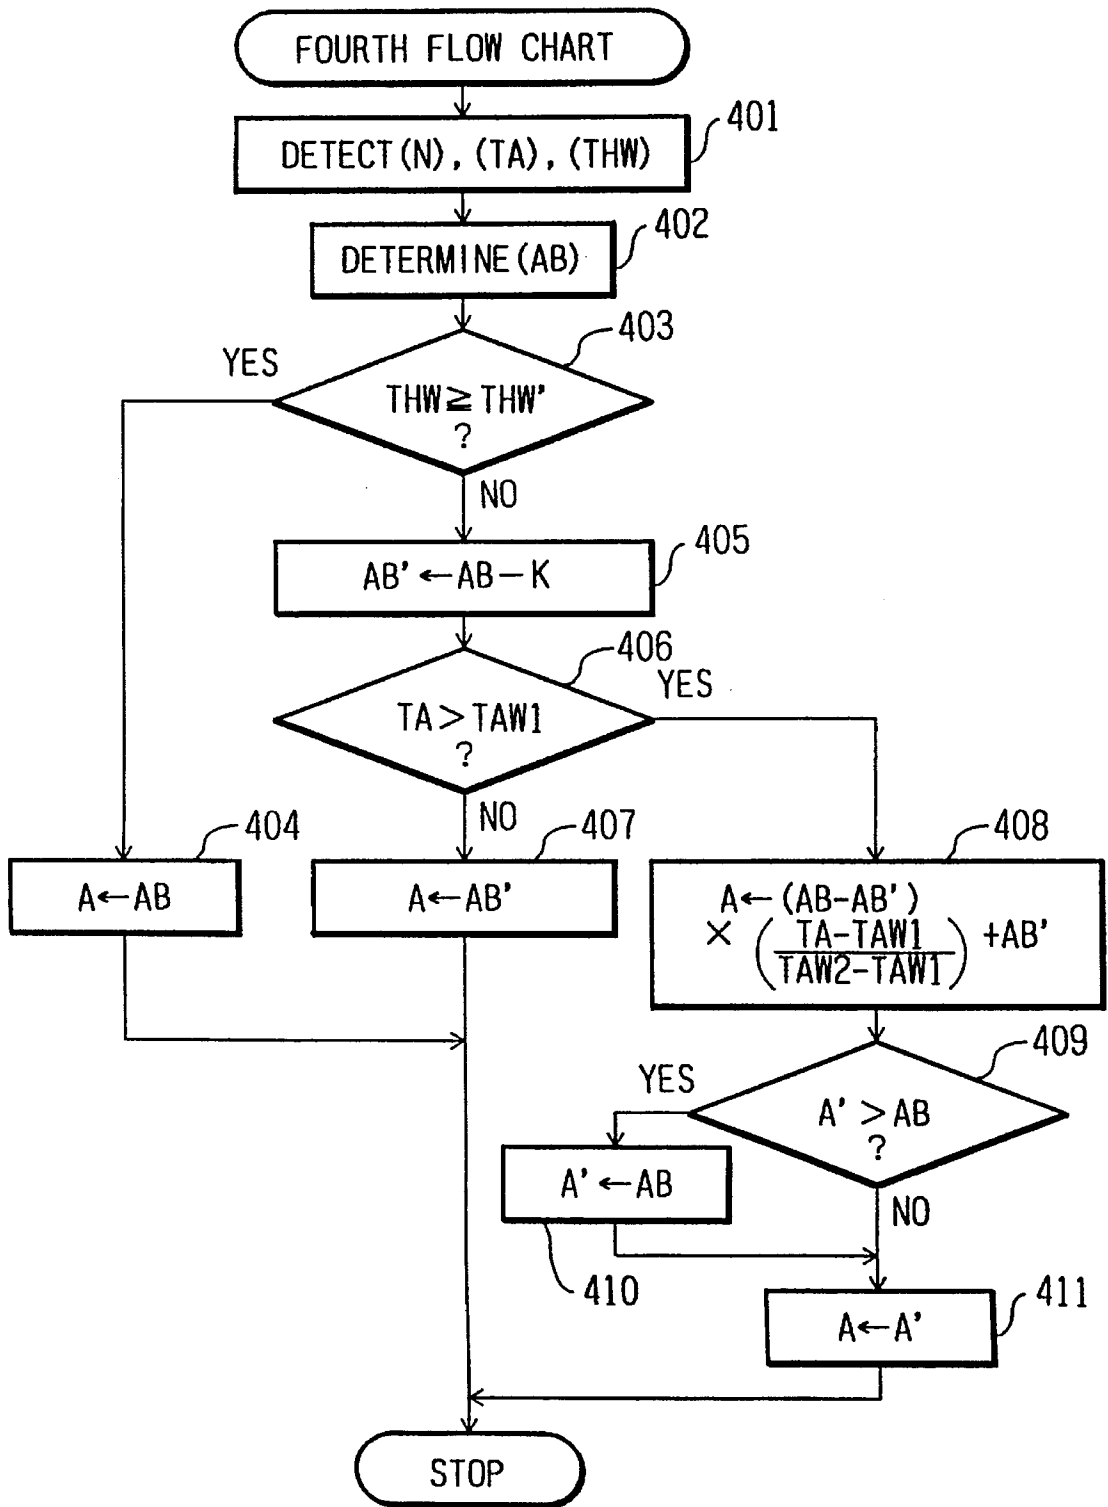 FOURTH FLOW CHART
401
DETECT(N), (TA), (THW)
402
DETERMINE(AB)
403
YES
THW≧THW'
?
NO
405
AB'←AB−K
406
YES
TA>TAW1
?
NO
404
A←AB
407
A←AB'
408
A←(AB-AB')
× (TA-TAW1
TAW2-TAW1) +AB'
409
YES
A'>AB
?
NO
A'←AB
410
411
A←A'
STOP